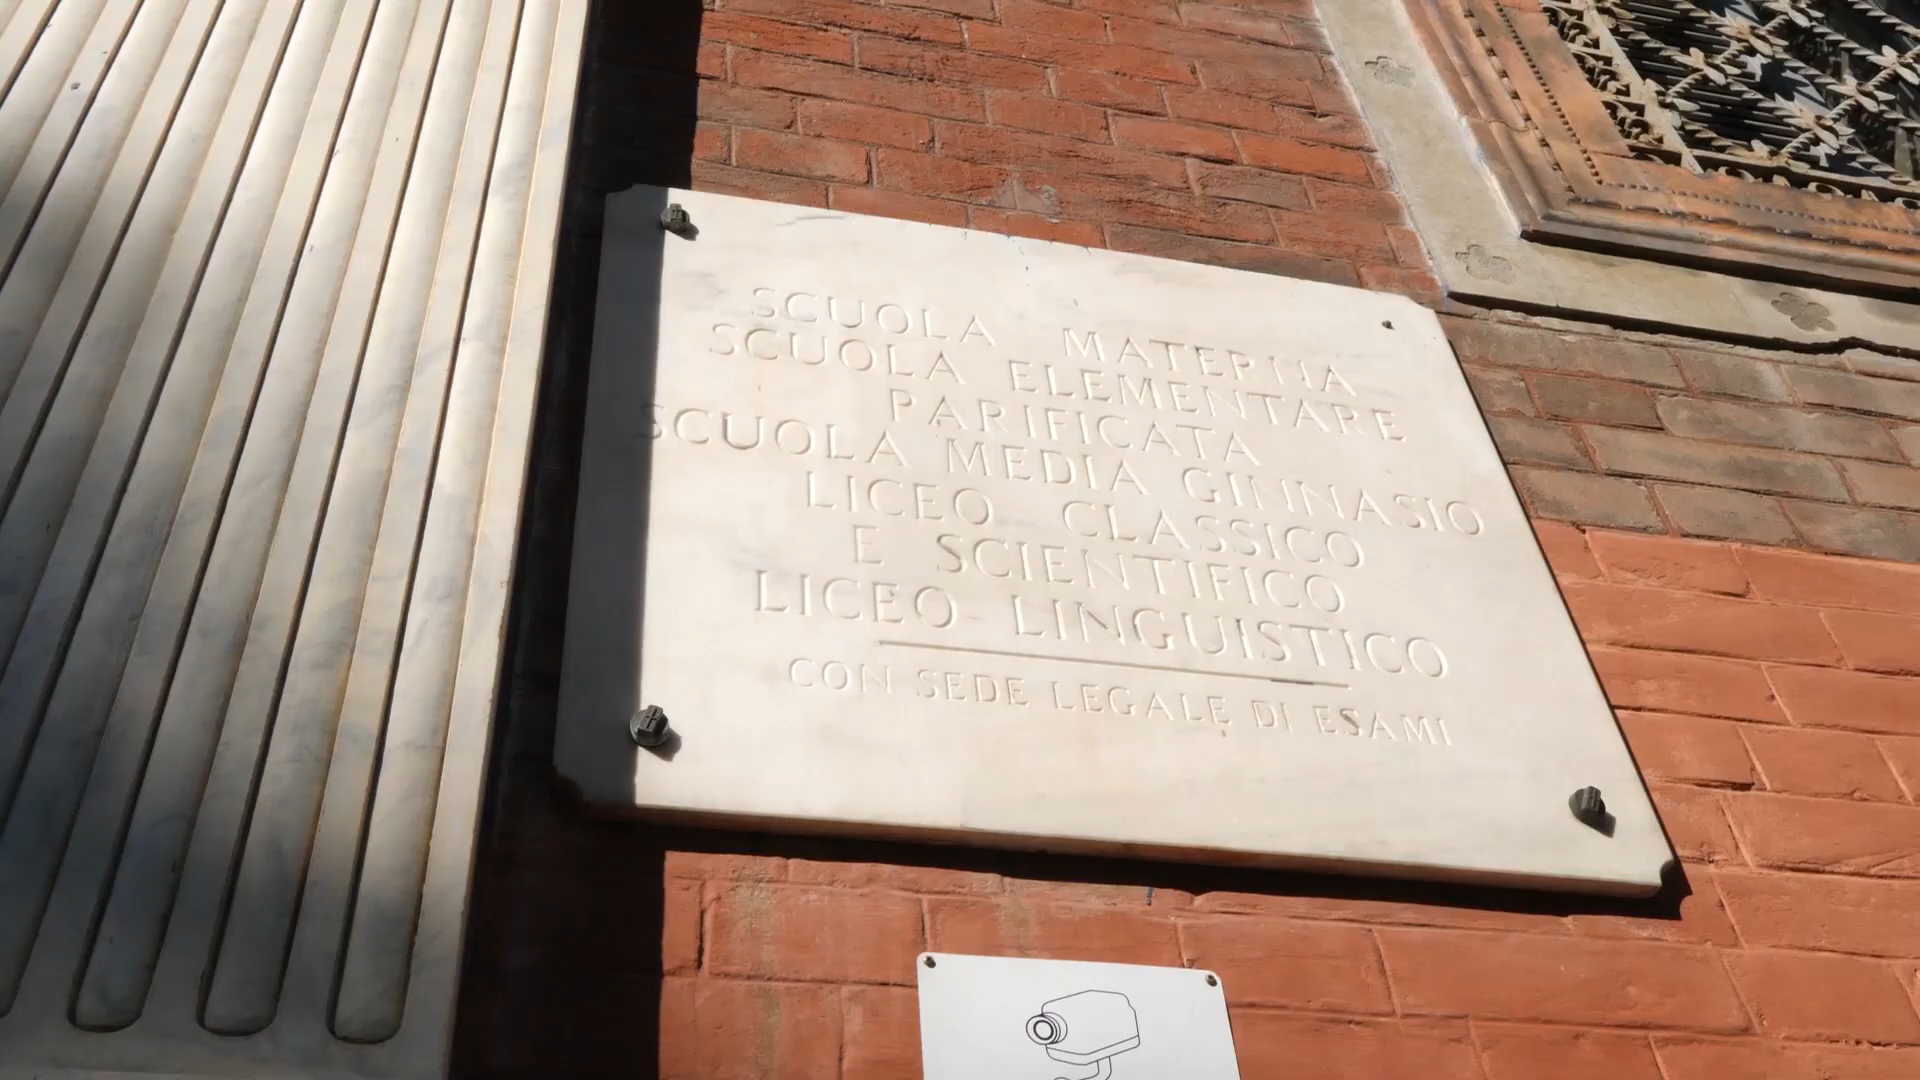 SCUOLA MATERNA
SCUOLA ELEMENTARE
PARIFICATA
SCUOLA MEDIA GINNASIO
LICEO CLASSICO
E SCIENTIFICO
LICEO LINGUISTICO
CON SEDE LEGALE DI ESAMI